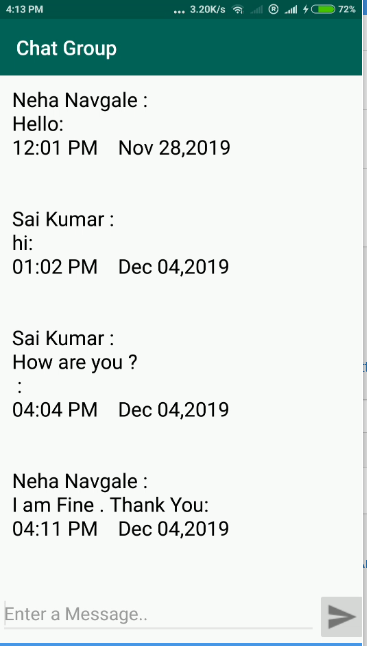 4:13 PM ... 3.20K/s 72%
Chat Group
Neha Navgale :
Hello:
12:01 PM Nov 28,2019
Sai Kumar :
hi:
01:02 PM Dec 04,2019
Sai Kumar :
How are you ?
:
04:04 PM Dec 04,2019
Neha Navgale :
I am Fine . Thank You:
04:11 PM Dec 04,2019
Enter a Message..